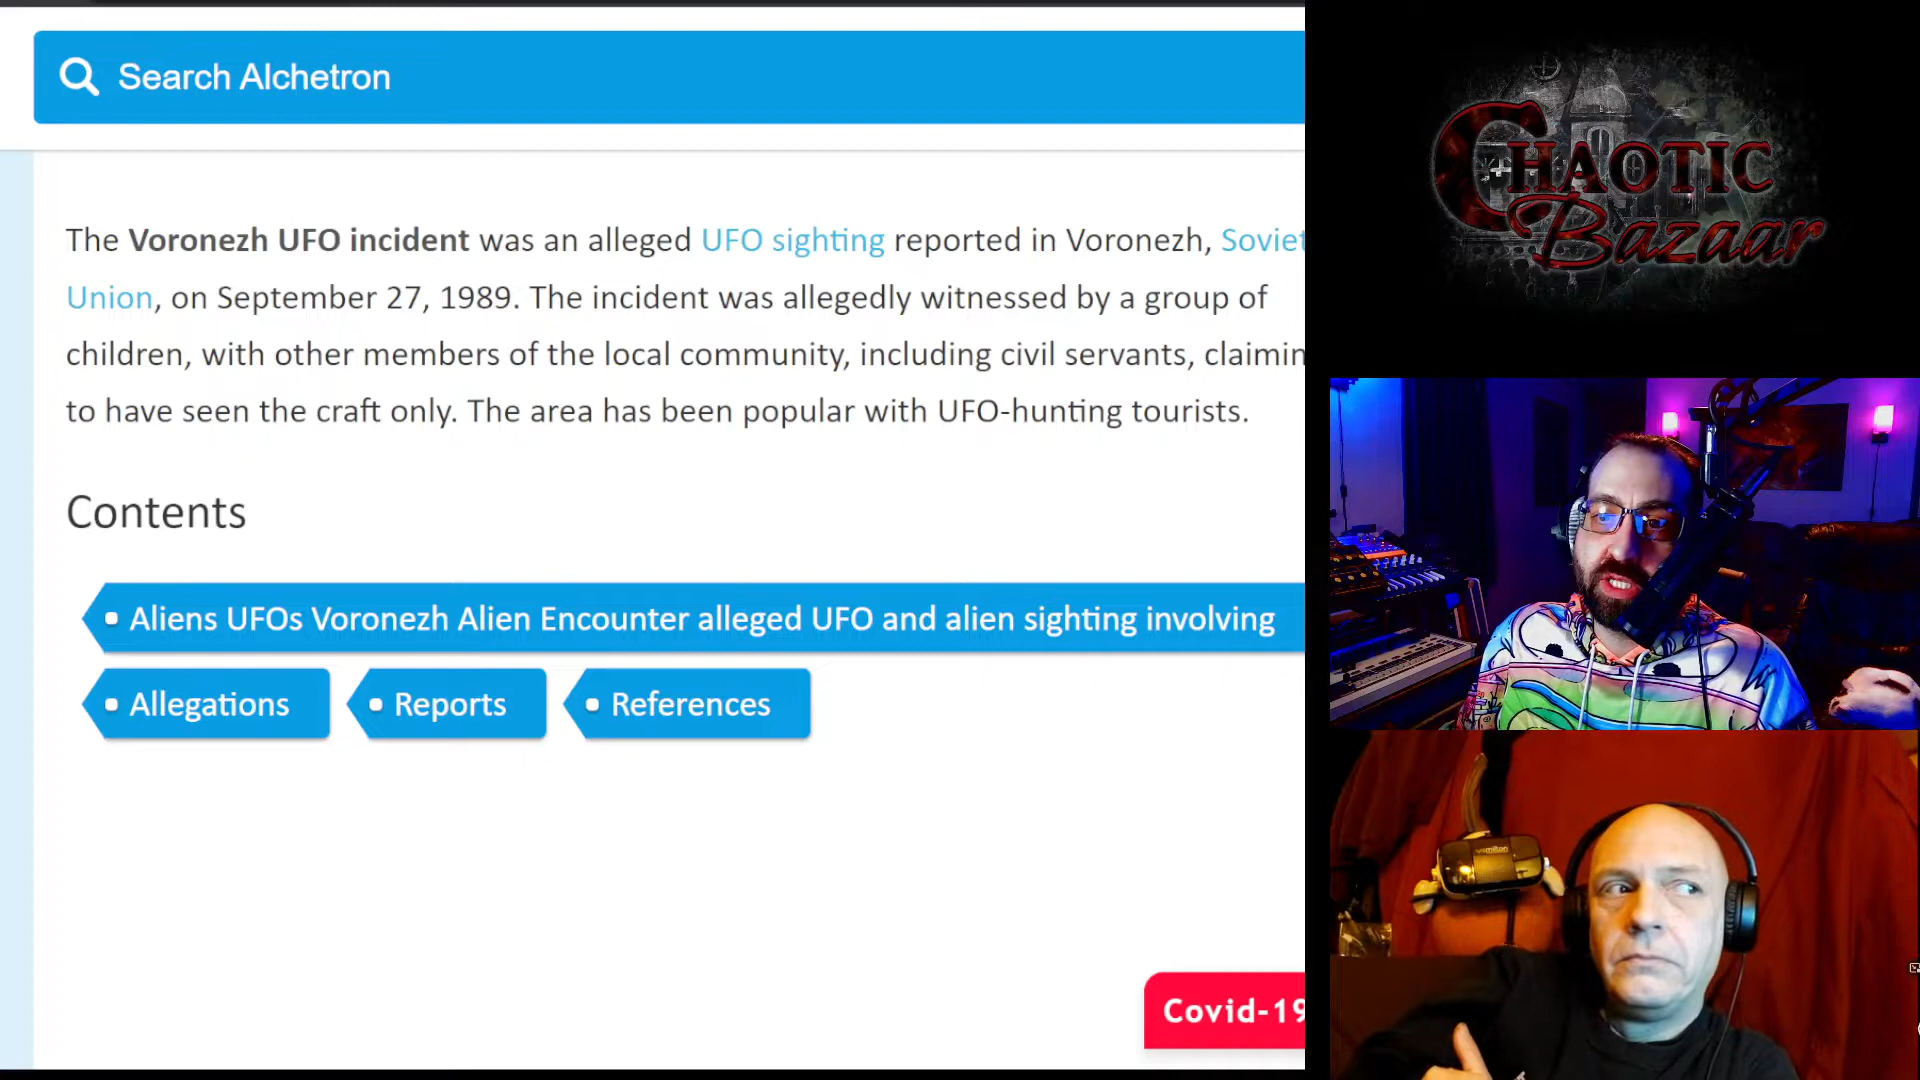 Search Alchetron
The Voronezh UFO incident was an alleged UFO sighting reported in Voronezh, Soviet
Union, on September 27, 1989. The incident was allegedly witnessed by a group of
children, with other members of the local community, including civil servants, claimin
to have seen the craft only. The area has been popular with UFO-hunting tourists.
Contents
Aliens UFOs Voronezh Alien Encounter alleged UFO and alien sighting involving
Allegations
Reports
References
Covid-19
CHAOTIC
Bazaar